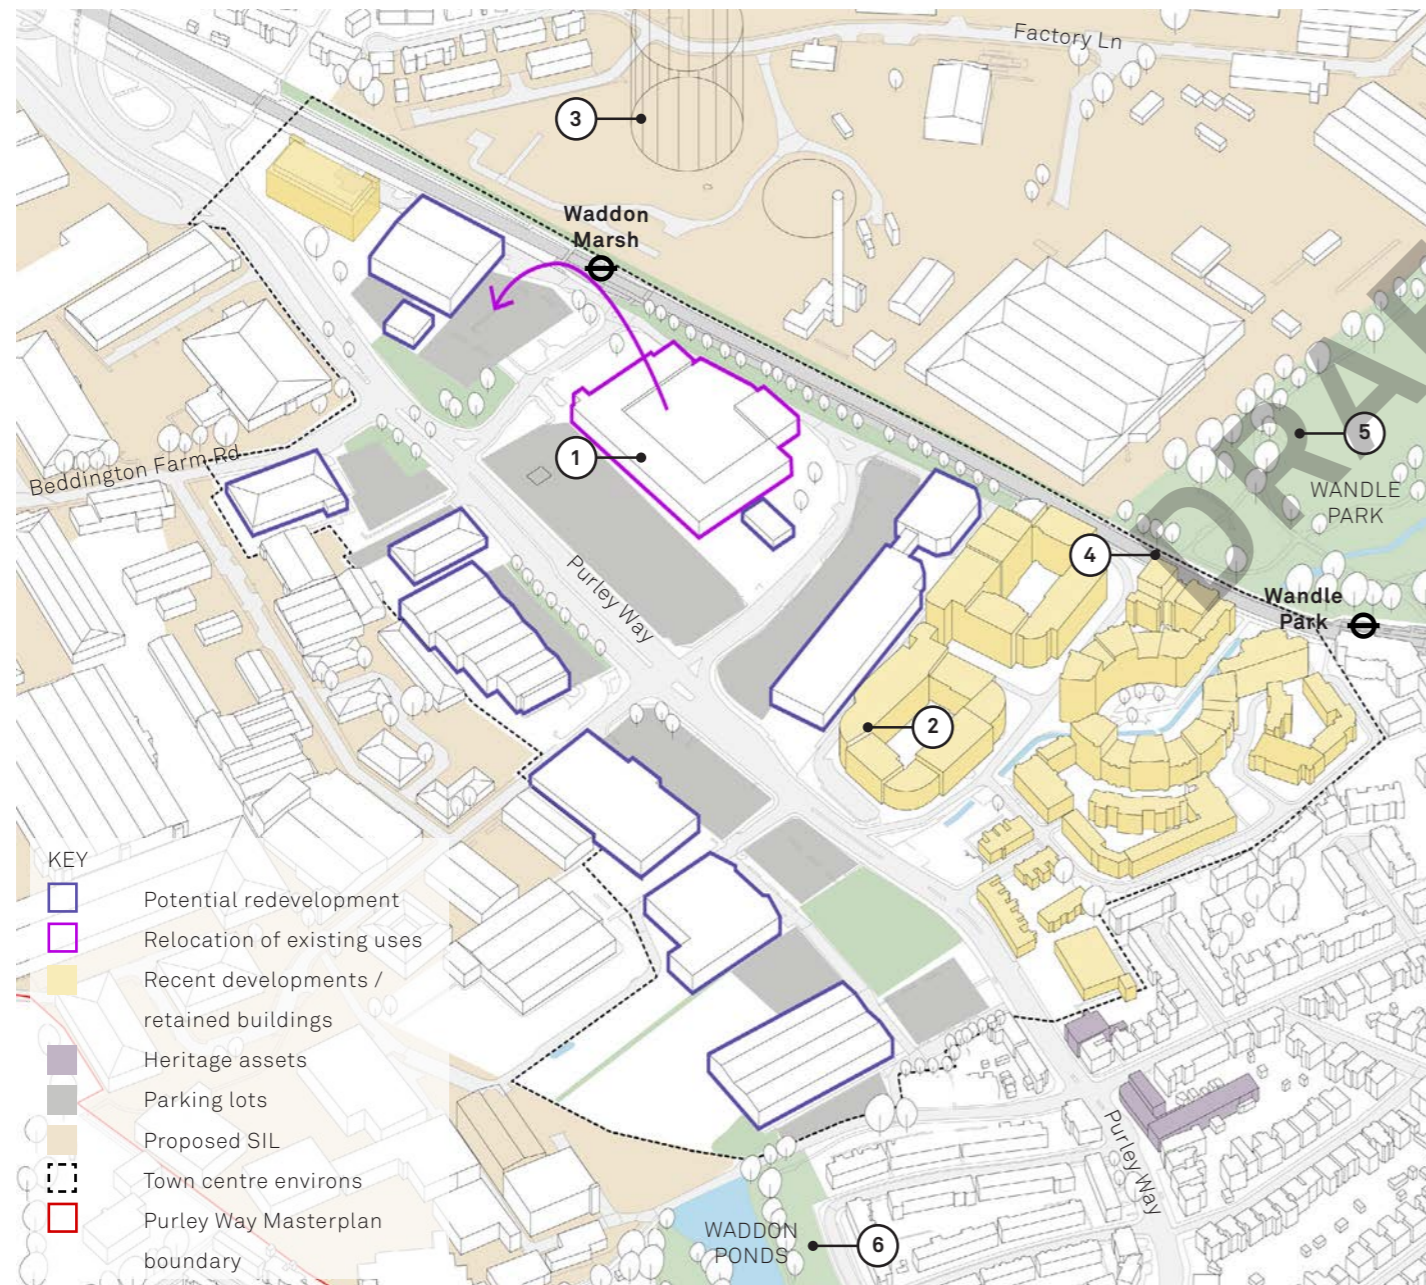 Factory Ln
3
Waddon
Marsh
5
WANDLE
PARK
Beddington Farm Rd
1
4
Wandle
Park
Purley Way
2
KEY
Potential redevelopment
Relocation of existing uses
Recent developments /
retained buildings
Heritage assets
Parking lots
Proposed SIL
Town centre environs
Purley Way Masterplan
boundary
Purley Way
WADDON
PONDS
6
DRA